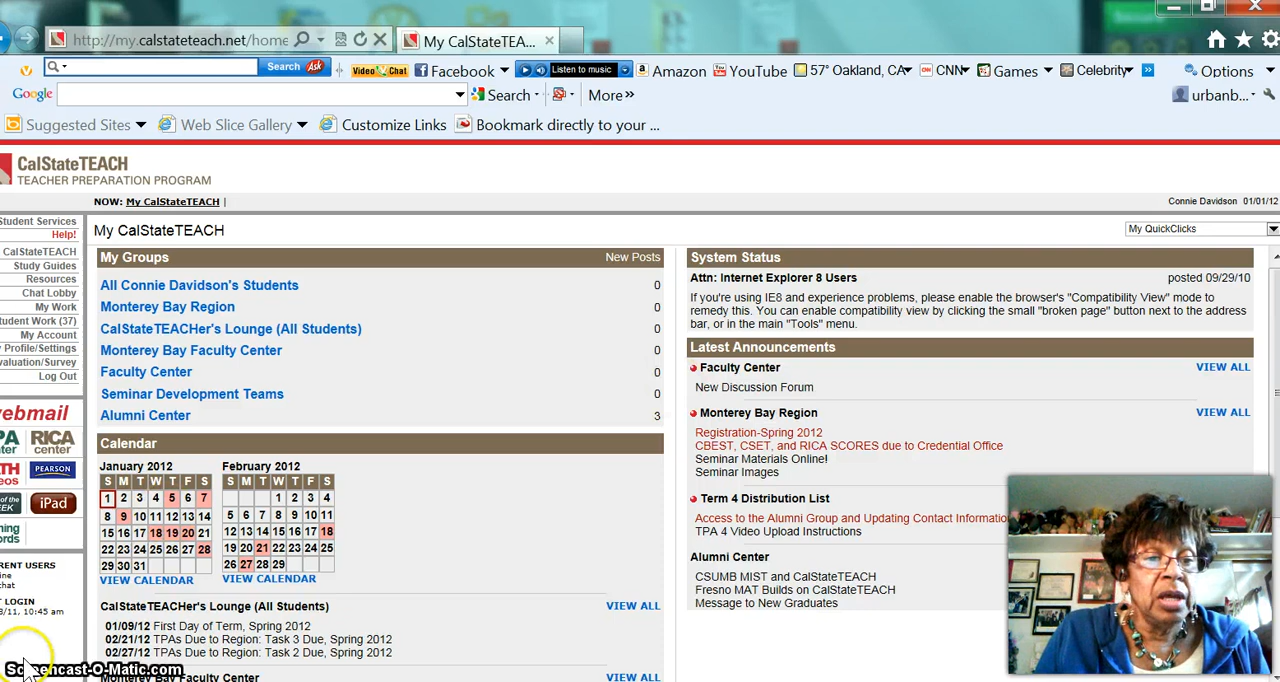 http://my.calstateteach.net/home
My CalStateTEA...
Search Ask
Video Chat
Facebook
Listen to music
Amazon
YouTube
57° Oakland, CA
CNN
Games
Celebrity
Options
Google
Search
More»
urbanb...
Suggested Sites
Web Slice Gallery
Customize Links
Bookmark directly to your ...
CalStateTEACH
TEACHER PREPARATION PROGRAM
NOW: My CalStateTEACH |
Connie Davidson 01/01/12
Student Services
Help!
CalStateTEACH
Study Guides
Resources
Chat Lobby
My Work
tudent Work (37)
My Account
Profile/Settings
valuation/Survey
Log Out
webmail
PA
RICA
center
PEARSON
eos
of the
EEK
iPad
ning
ords
RENT USERS
ine
hat
T LOGIN
8/11, 10:45 am
My CalStateTEACH
My QuickClicks
My Groups New Posts
All Connie Davidson's Students 0
Monterey Bay Region 0
CalStateTEACHer's Lounge (All Students) 0
Monterey Bay Faculty Center 0
Faculty Center 0
Seminar Development Teams 0
Alumni Center 3
Calendar
January 2012
S M T W T F S
1 2 3 4 5 6 7
8 9 10 11 12 13 14
15 16 17 18 19 20 21
22 23 24 25 26 27 28
29 30 31
VIEW CALENDAR
February 2012
S M T W T F S
1 2 3 4
5 6 7 8 9 10 11
12 13 14 15 16 17 18
19 20 21 22 23 24 25
26 27 28 29
VIEW CALENDAR
CalStateTEACHer's Lounge (All Students) VIEW ALL
01/09/12 First Day of Term, Spring 2012
02/21/12 TPAs Due to Region: Task 3 Due, Spring 2012
02/27/12 TPAs Due to Region: Task 2 Due, Spring 2012
Monterey Bay Faculty Center VIEW ALL
System Status
Attn: Internet Explorer 8 Users posted 09/29/10
If you're using IE8 and experience problems, please enable the browser's "Compatibility View" mode to
remedy this. You can enable compatibility view by clicking the small "broken page" button next to the address
bar, or in the main "Tools" menu.
Latest Announcements
Faculty Center VIEW ALL
New Discussion Forum
Monterey Bay Region VIEW ALL
Registration-Spring 2012
CBEST, CSET, and RICA SCORES due to Credential Office
Seminar Materials Online!
Seminar Images
Term 4 Distribution List
Access to the Alumni Group and Updating Contact Informatio
TPA 4 Video Upload Instructions
Alumni Center
CSUMB MIST and CalStateTEACH
Fresno MAT Builds on CalStateTEACH
Message to New Graduates
Screencast-O-Matic.com